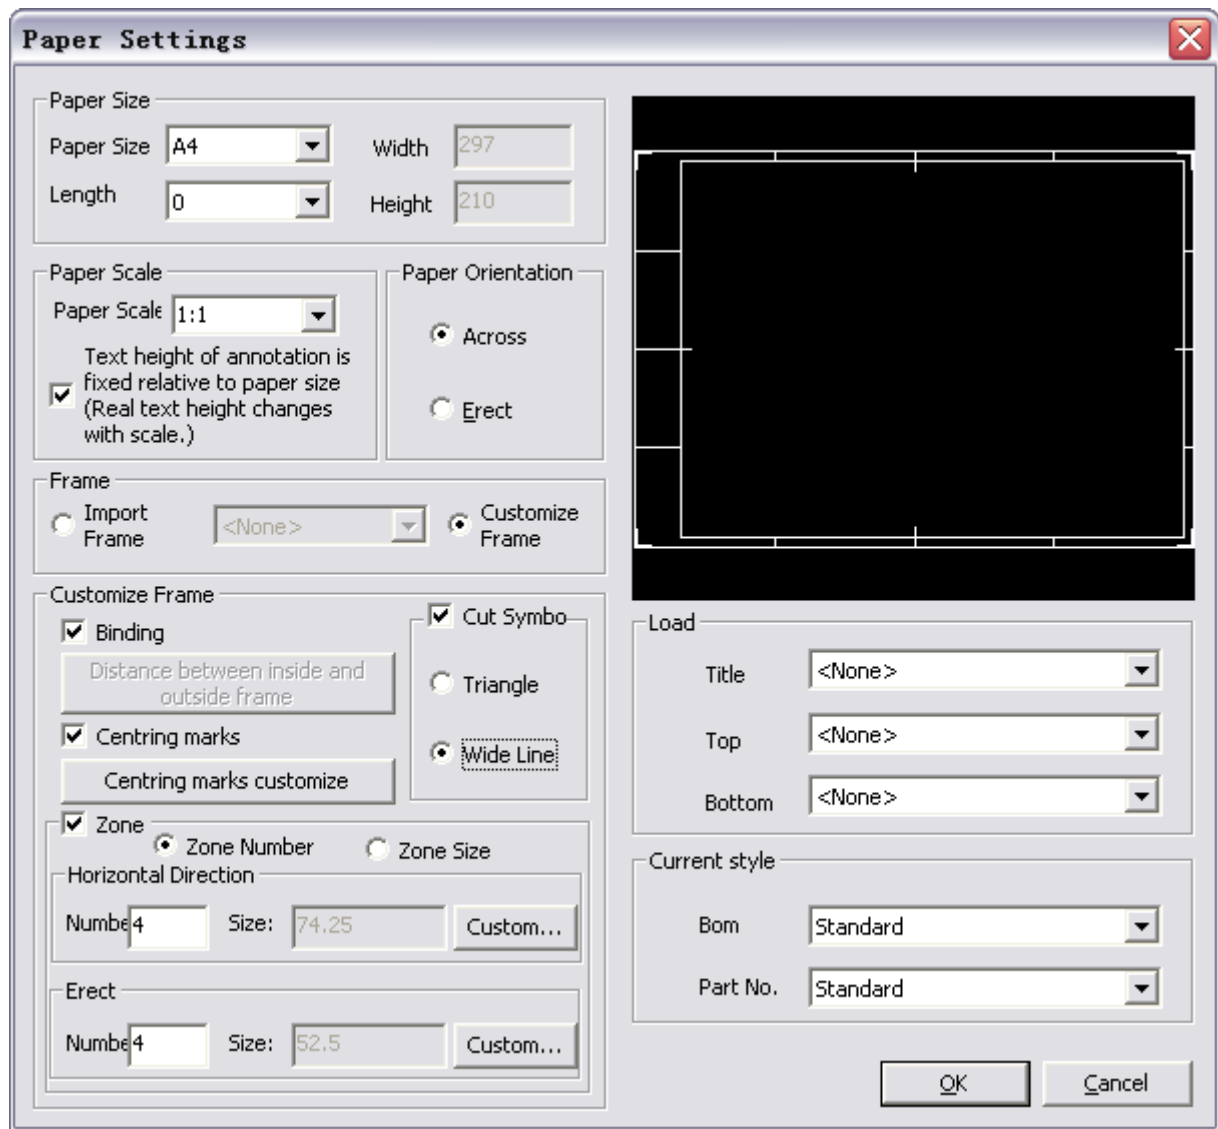 Paper Settings
Paper Size
Paper Size A4 Width 297
Length 0 Height 210
Paper Scale
Paper Scale 1:1
Text height of annotation is
fixed relative to paper size
(Real text height changes
with scale.)
Paper Orientation
Across
Erect
Frame
Import
Frame
<None>
Customize
Frame
Customize Frame
Binding
Distance between inside and
outside frame
Centring marks
Centring marks customize
Cut Symbo
Triangle
Wide Line
Zone
Zone Number Zone Size
Horizontal Direction
Numbe 4 Size: 74.25 Custom...
Erect
Numbe 4 Size: 52.5 Custom...
Load
Title <None>
Top <None>
Bottom <None>
Current style
Bom Standard
Part No. Standard
OK Cancel